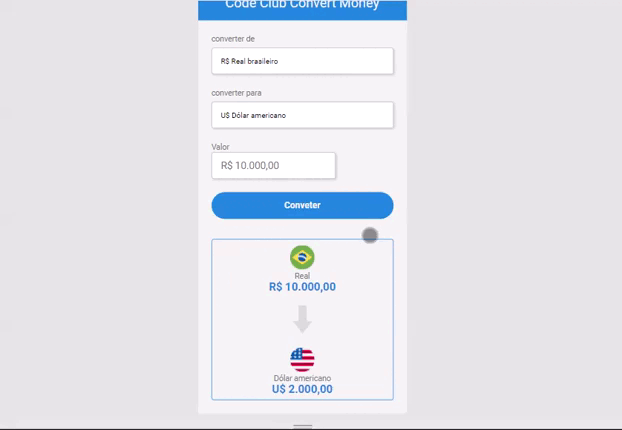 Code Club Convert Money
converter de
R$ Real brasileiro
converter para
U$ Dólar americano
Valor
R$ 10.000,00
Conveter
Real
R$ 10.000,00
Dólar americano
U$ 2.000,00